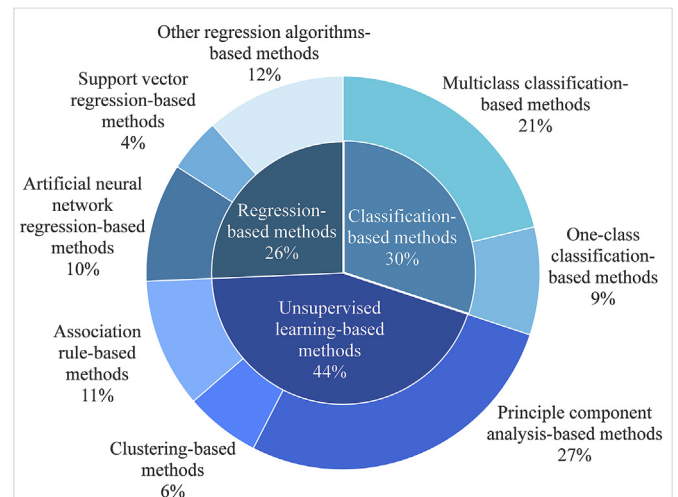 Other regression algorithms-
based methods
12%
Support vector
regression-based
methods
4%
Artificial neural
network
regression-based
methods
10%
Association
rule-based
methods
11%
Clustering-based
methods
6%
Multiclass classification-
based methods
21%
One-class
classification-
based methods
9%
Principle component
analysis-based methods
27%
Regression-
based methods
26%
Classification-
based methods
30%
Unsupervised
learning-based
methods
44%